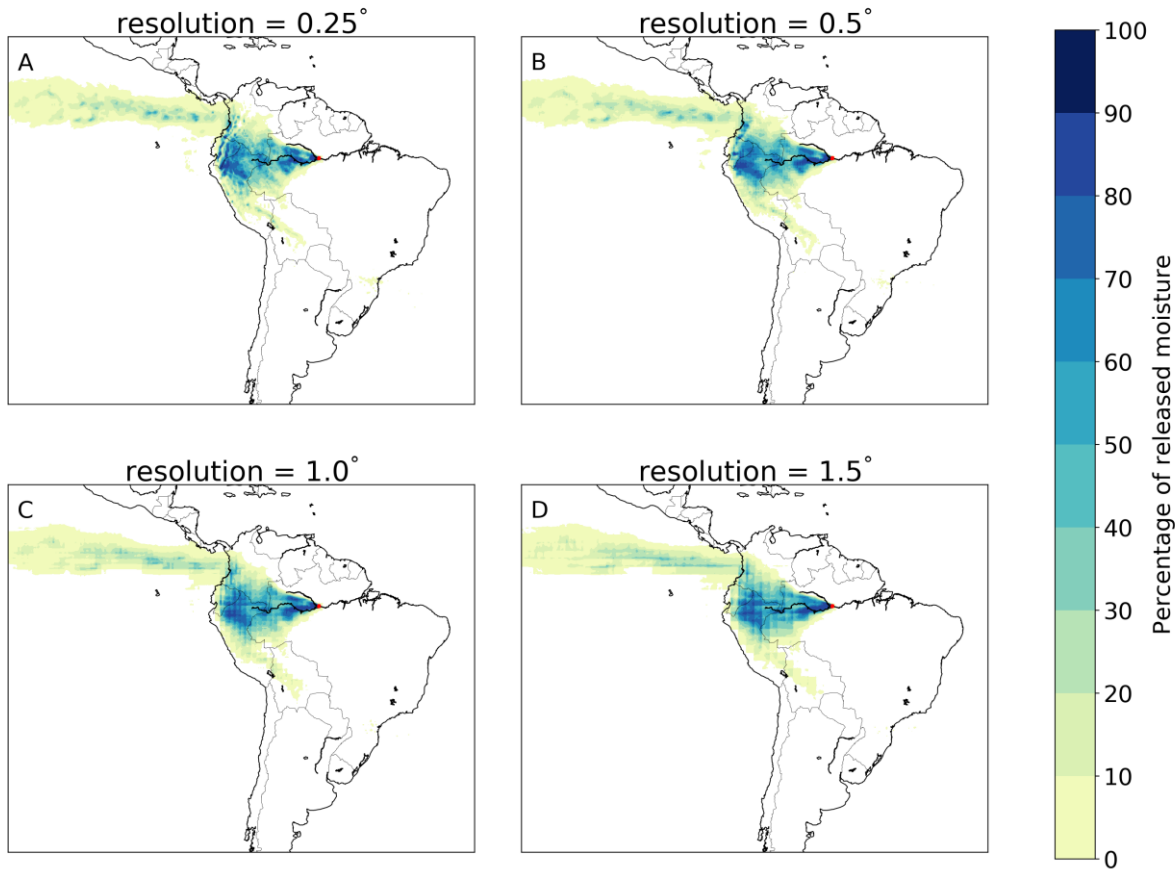 resolution = 0.25°
resolution = 0.5°
A
B
resolution = 1.0°
resolution = 1.5°
C
D
100
90
80
70
60
50
40
30
20
10
0
Percentage of released moisture